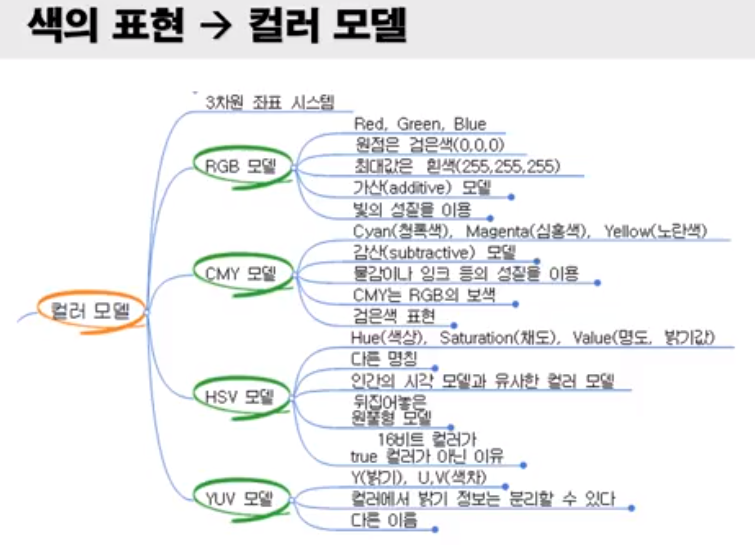 색의 표현 → 컬러 모델
3차원 좌표 시스템
Red, Green, Blue
원점은 검은색(0,0,0)
RGB 모델
최대값은 흰색(255,255,255)
가산(additive) 모델
빛의 성질을 이용
Cyan(청록색), Magenta(심홍색), Yellow(노란색)
감산(subtractive) 모델
CMY 모델
물감이나 잉크 등의 성질을 이용
CMY는 RGB의 보색
검은색 표현
컬러 모델
Hue(색상), Saturation(채도), Value(명도, 밝기값)
다른 명칭
인간의 시각 모델과 유사한 컬러 모델
HSV 모델
뒤집어놓은
원뿔형 모델
16비트 컬러가
true 컬러가 아닌 이유
Y(밝기), U,V(색차)
YUV 모델
컬러에서 밝기 정보는 분리할 수 있다
다른 이름